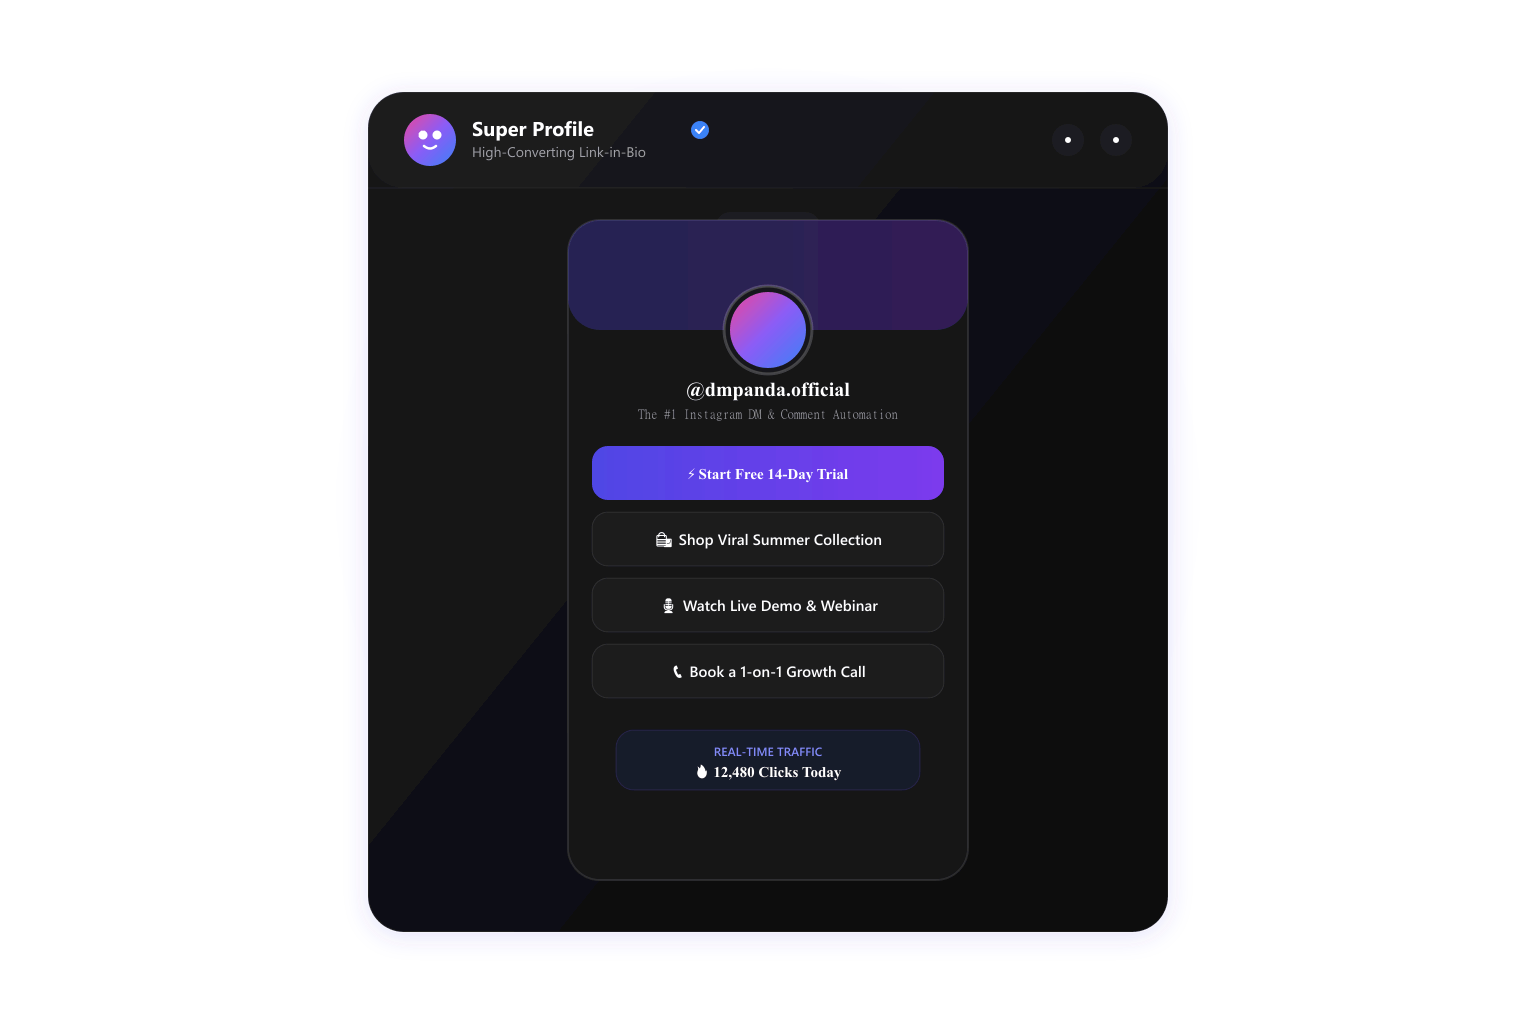 Super Profile
High-Converting Link-in-Bio
@dmpanda.official
The #1 Instagram DM & Comment Automation
⚡ Start Free 14-Day Trial
🛍 Shop Viral Summer Collection
🎙 Watch Live Demo & Webinar
📞 Book a 1-on-1 Growth Call
REAL-TIME TRAFFIC
🔥 12,480 Clicks Today